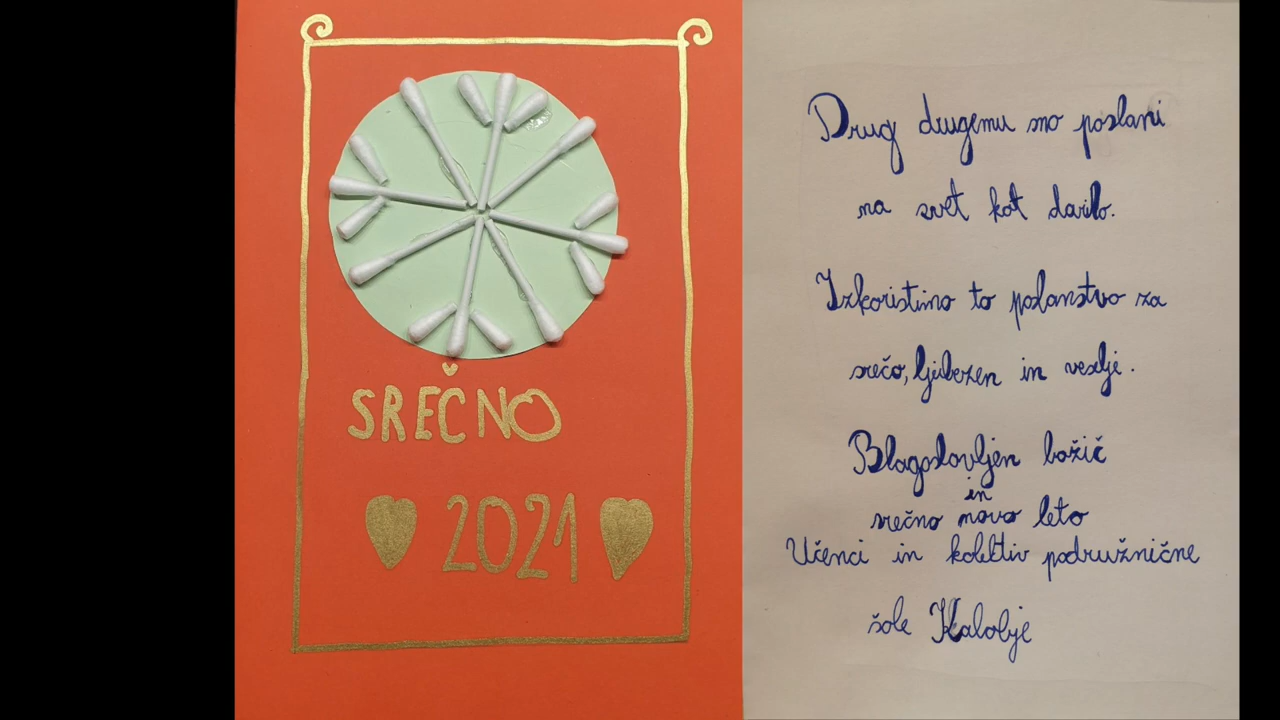 SREČNO
2021
Drug drugemu smo poslani
na svet kot darilo.
Izkoristimo to poslanstvo za
srečo, ljubezen in veselje.
Blagoslovljen božič
in
srečno novo leto
Učenci in kolektiv podružnične
šole Kalobje